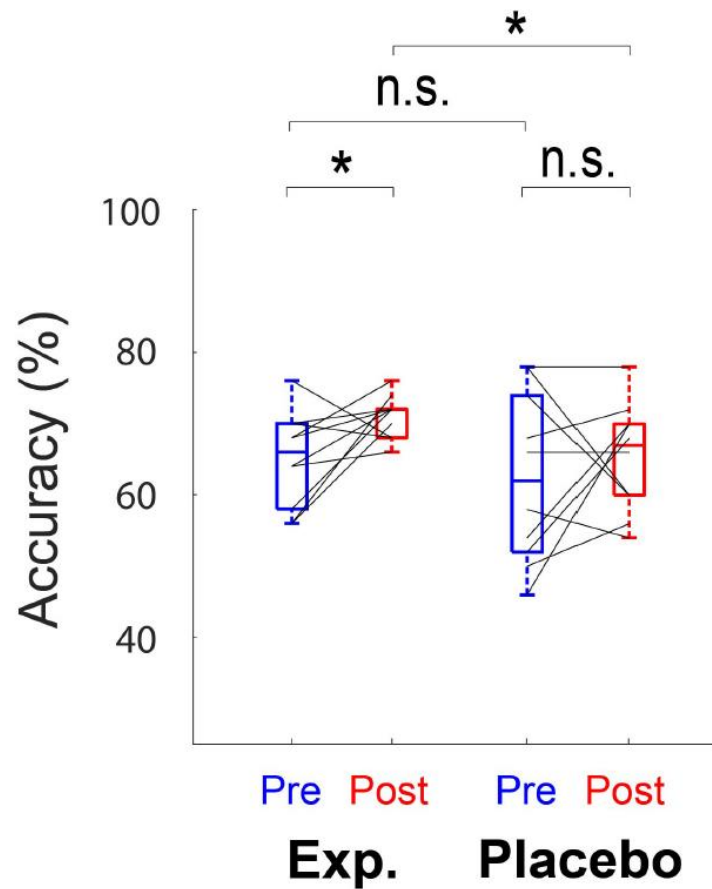 *
n.s.
* n.s.
100
80
60
40
Accuracy (%)
Pre Post Pre Post
Exp. Placebo